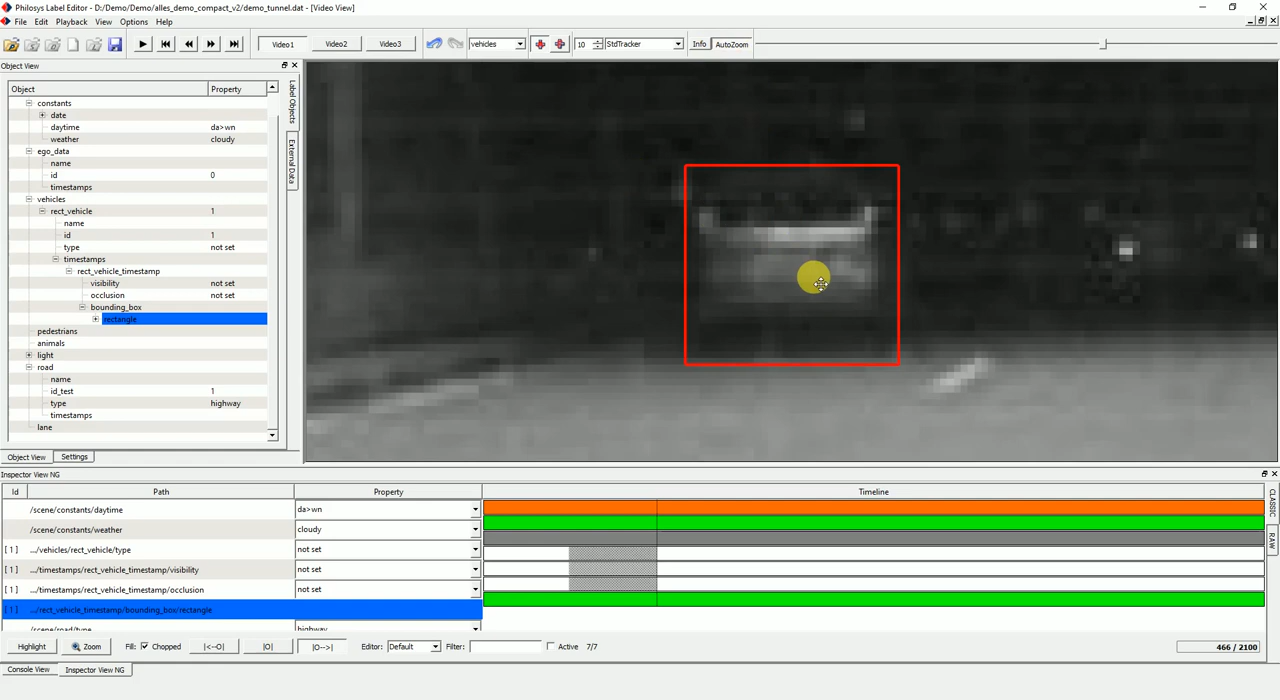 Philosys Label Editor - D:/Demo/Demo/alles_demo_compact_v2/demo_tunnel.dat - [Video View]
File Edit Playback View Options Help
Video1 Video2 Video3 vehicles 10 StdTracker Info AutoZoom
Object View
Object Property
constants
date
daytime da>wn
weather cloudy
ego_data
name
id 0
timestamps
vehicles
rect_vehicle 1
name
id 1
type not set
timestamps
rect_vehicle_timestamp
visibility not set
occlusion not set
bounding_box
rectangle
pedestrians
animals
light
road
name
id_test 1
type highway
timestamps
lane
Label Objects
External Data
Object View Settings
Inspector View NG
Id Path Property Timeline
/scene/constants/daytime da>wn
/scene/constants/weather cloudy
[ 1 ] .../vehicles/rect_vehicle/type not set
[ 1 ] .../timestamps/rect_vehicle_timestamp/visibility not set
[ 1 ] .../timestamps/rect_vehicle_timestamp/occlusion not set
[ 1 ] .../rect_vehicle_timestamp/bounding_box/rectangle
/scene/road/type highway
CLASSIC
RAW
Highlight Zoom Fill: Chopped |<--O| |O| |O-->| Editor: Default Filter: Active 7/7 466 / 2100
Console View Inspector View NG